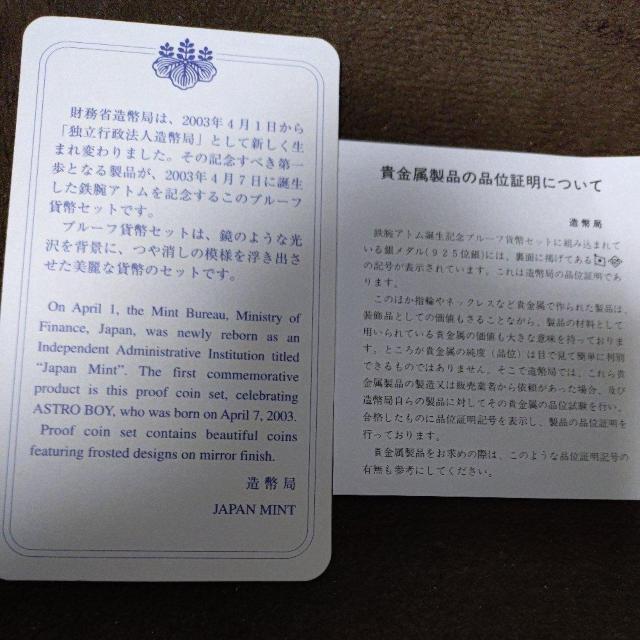 財務省造幣局は、2003年4月1日から
「独立行政法人造幣局」として新しく生
まれ変わりました。その記念すべき第一
歩となる製品が、2003年4月7日に誕生
した鉄腕アトムを記念するこのプルーフ
貨幣セットです。
プルーフ貨幣セットは、鏡のような光
沢を背景に、つや消しの模様を浮き出さ
せた美麗な貨幣のセットです。
On April 1, the Mint Bureau, Ministry of
Finance, Japan, was newly reborn as an
Independent Administrative Institution titled
“Japan Mint”. The first commemorative
product is this proof coin set, celebrating
ASTRO BOY, who was born on April 7, 2003.
Proof coin set contains beautiful coins
featuring frosted designs on mirror finish.
造幣局
JAPAN MINT
貴金属製品の品位証明について
造幣局
鉄腕アトム誕生記念プルーフ貨幣セットに組み込まれて
いる銀メダル(925位銀)には、裏面に掲げてある
の記号が表示されています。これは造幣局の品位証明であ
ります。
このほか指輪やネックレスなど貴金属で作られた製品は、
装飾品としての価値もさることながら、製品の材料として
用いられている貴金属の価値も大きな意味を持っておりま
す。ところが貴金属の純度(品位)は目で見て簡単に判別
できるものではありません。そこで造幣局では、これら貴
金属製品の製造又は販売業者から依頼があった場合、及び
造幣局自らの製品に対してその貴金属の品位試験を行い、
合格したものに品位証明記号を表示し、製品の品位証明を
行っております。
貴金属製品をお求めの際は、このような品位証明記号の
有無も参考にしてください。